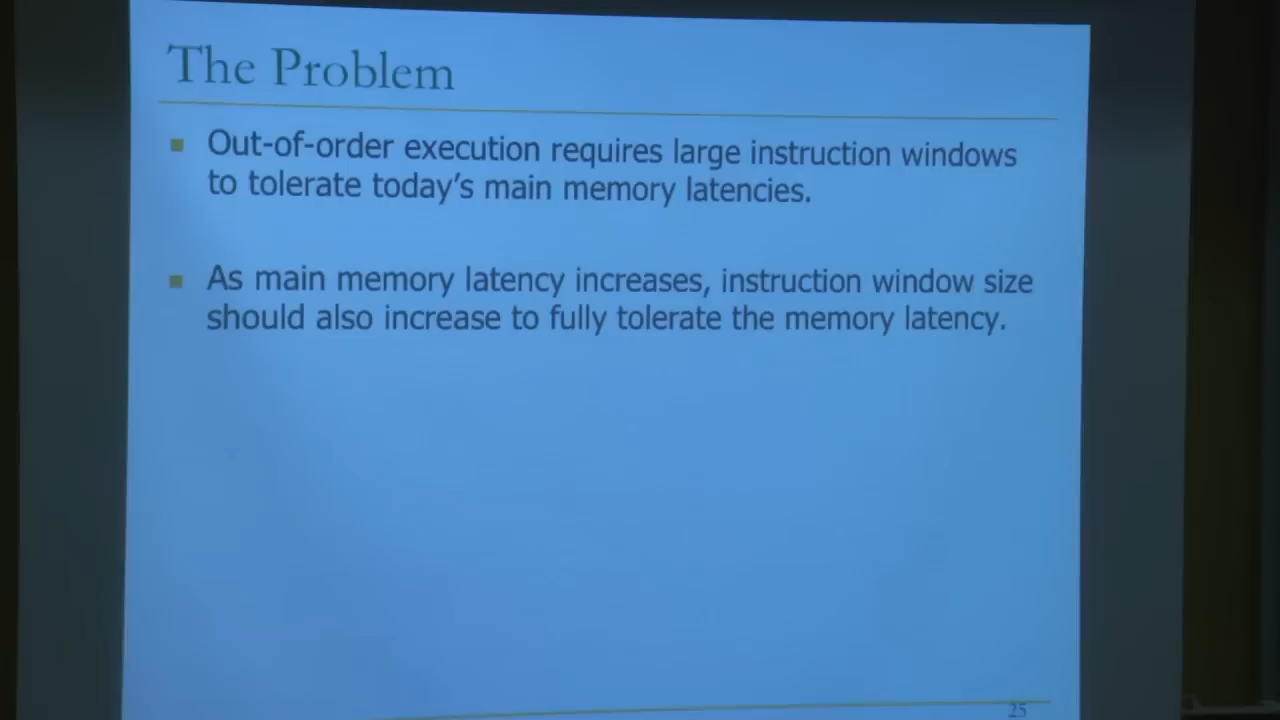 The Problem
Out-of-order execution requires large instruction windows
to tolerate today's main memory latencies.
As main memory latency increases, instruction window size
should also increase to fully tolerate the memory latency.
25